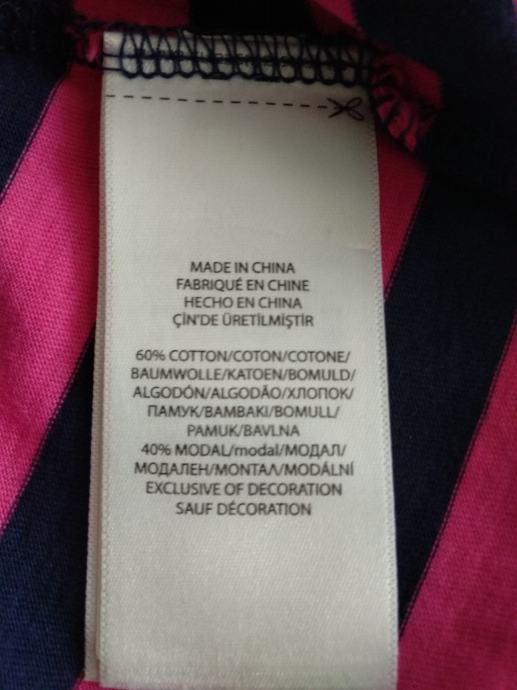 MADE IN CHINA
FABRIQUÉ EN CHINE
HECHO EN CHINA
ÇİN'DE ÜRETİLMİŞTİR
60% COTTON/COTON/COTONE/
BAUMWOLLE/KATOEN/BOMULD/
ALGODÓN/ALGODÃO/ХЛОПОК/
ПАМУК/ΒΑΜΒΑΚΙ/BOMULL/
PAMUK/BAVLNA
40% MODAL/modal/МОДАЛ/
МОДАЛЕН/ΜΟΝΤΑΛ/MODÁLNÍ
EXCLUSIVE OF DECORATION
SAUF DÉCORATION